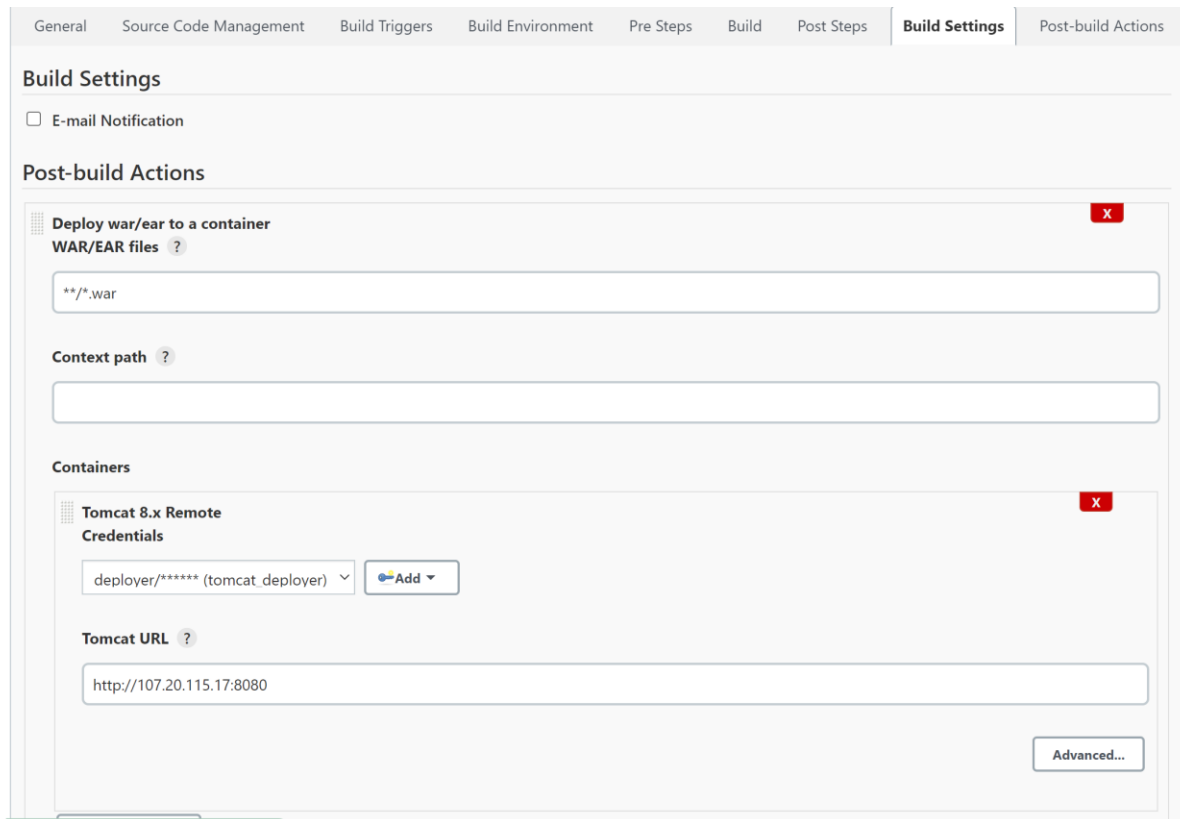 General Source Code Management Build Triggers Build Environment Pre Steps Build Post Steps Build Settings Post-build Actions
Build Settings
E-mail Notification
Post-build Actions
Deploy war/ear to a container
X
WAR/EAR files ?
**/*.war
Context path ?
Containers
Tomcat 8.x Remote
X
Credentials
deployer/****** (tomcat_deployer) Add
Tomcat URL ?
http://107.20.115.17:8080
Advanced...